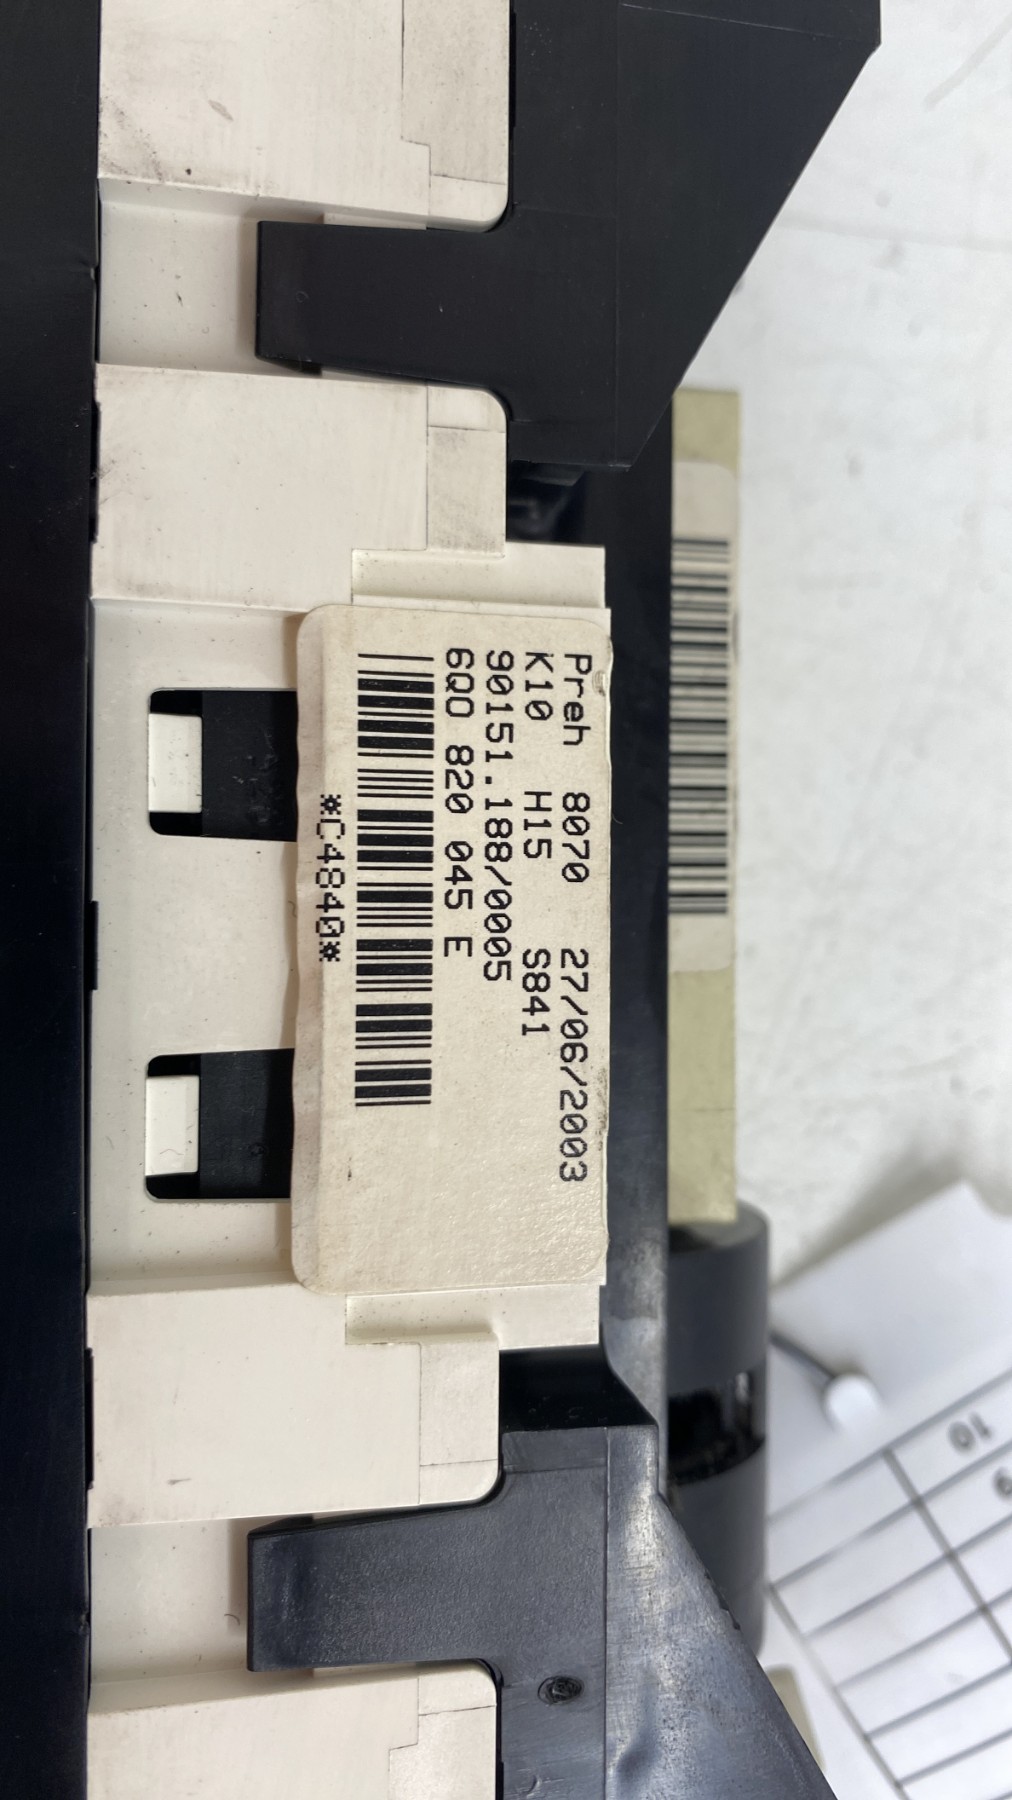 Preh 8070 27/06/2003
K10 H15 S841
90151.188/0005
6Q0 820 045 E
*C4840*
10